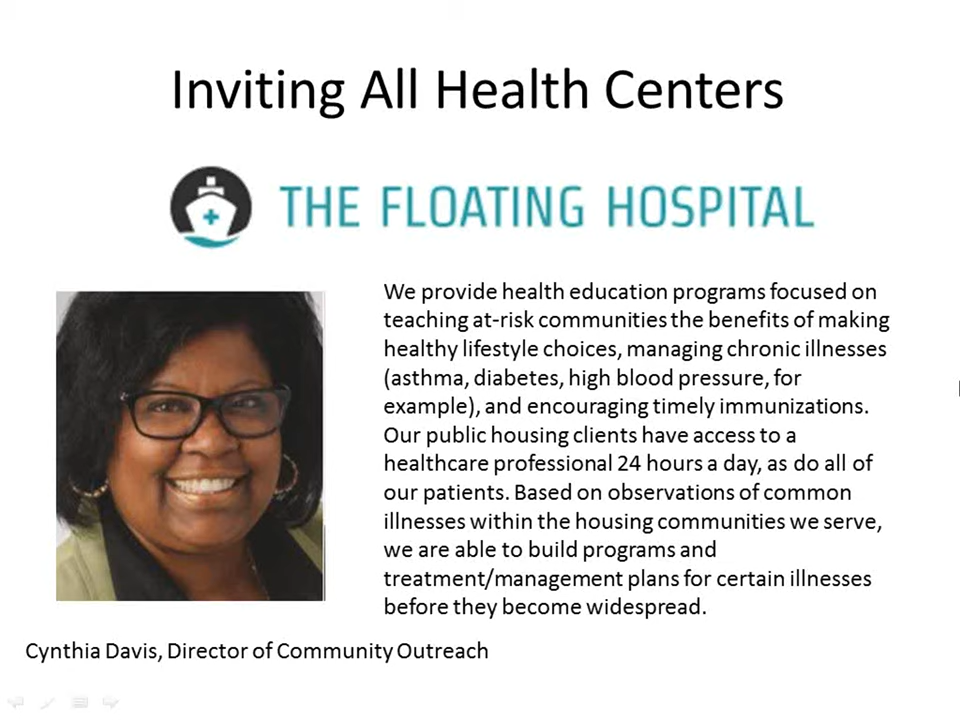 Inviting All Health Centers
THE FLOATING HOSPITAL
We provide health education programs focused on
teaching at-risk communities the benefits of making
healthy lifestyle choices, managing chronic illnesses
(asthma, diabetes, high blood pressure, for
example), and encouraging timely immunizations.
Our public housing clients have access to a
healthcare professional 24 hours a day, as do all of
our patients. Based on observations of common
illnesses within the housing communities we serve,
we are able to build programs and
treatment/management plans for certain illnesses
before they become widespread.
Cynthia Davis, Director of Community Outreach